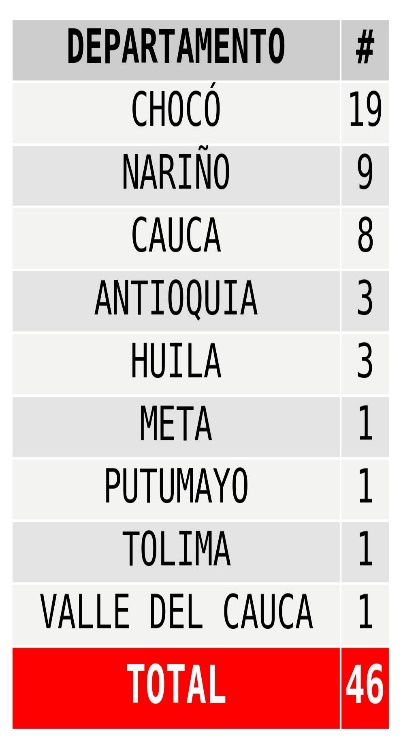 DEPARTAMENTO #
CHOCÓ 19
NARIÑO 9
CAUCA 8
ANTIOQUIA 3
HUILA 3
META 1
PUTUMAYO 1
TOLIMA 1
VALLE DEL CAUCA 1
TOTAL 46